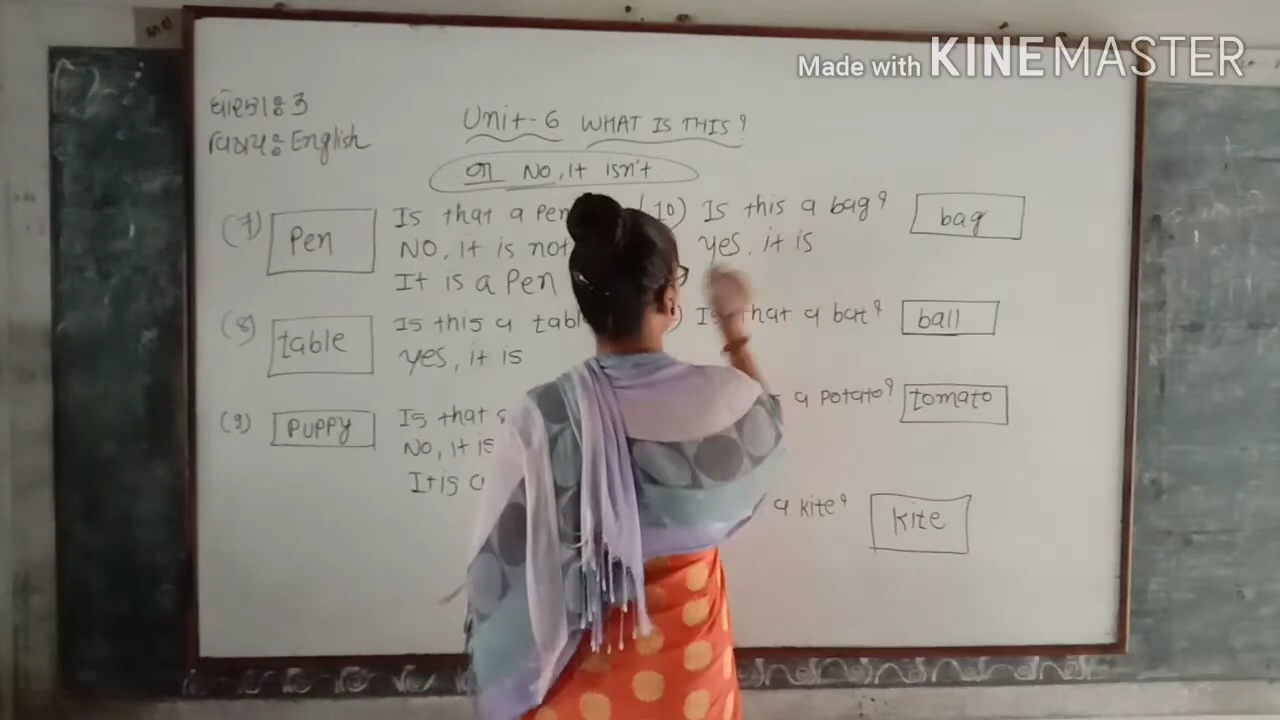 Made with KINEMASTER
ધોરણઃ 3
વિષયઃ English
Unit-6 WHAT IS THIS?
NO, it isn't
(7) Pen
Is that a Pen
NO, it is not
It is a Pen
(8) table
Is this a table
yes, it is
(9) PUPPY
Is that
No, it is
It is a
10) Is this a bag? bag
yes, it is
Is that a bat? ball
a potato? tomato
a kite? Kite